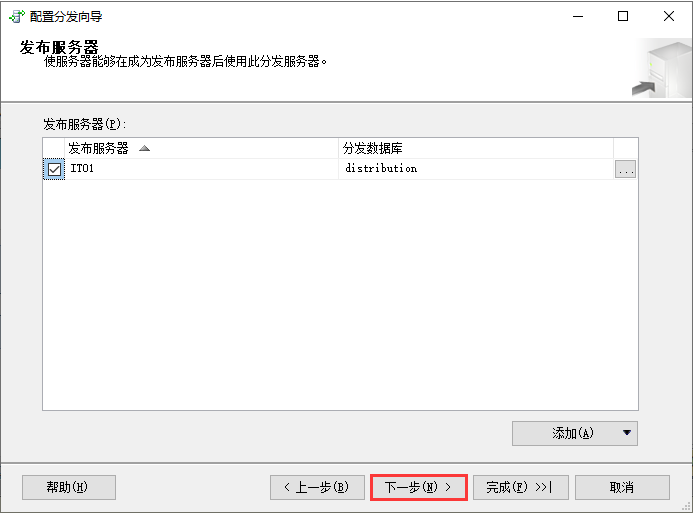 配置分发向导
发布服务器
使服务器能够在成为发布服务器后使用此分发服务器。
发布服务器(P):
发布服务器 分发数据库
IT01 distribution ...
添加(A)
帮助(H) < 上一步(B) 下一步(N) > 完成(F) >>| 取消